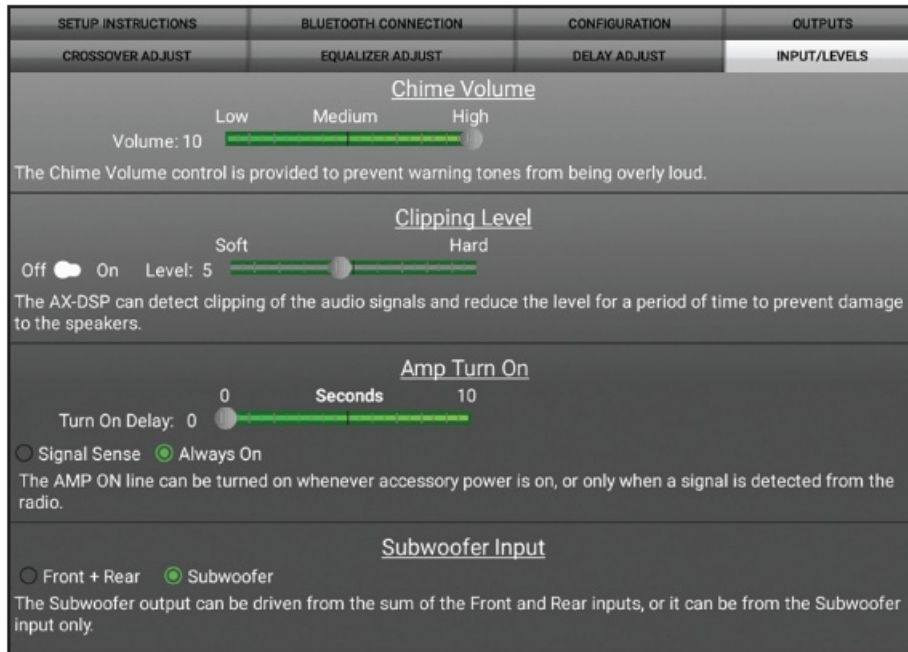 SETUP INSTRUCTIONS BLUETOOTH CONNECTION CONFIGURATION OUTPUTS
CROSSOVER ADJUST EQUALIZER ADJUST DELAY ADJUST INPUT/LEVELS
Chime Volume
Low Medium High
Volume: 10
The Chime Volume control is provided to prevent warning tones from being overly loud.
Clipping Level
Soft Hard
Off On Level: 5
The AX-DSP can detect clipping of the audio signals and reduce the level for a period of time to prevent damage
to the speakers.
Amp Turn On
0 Seconds 10
Turn On Delay: 0
Signal Sense Always On
The AMP ON line can be turned on whenever accessory power is on, or only when a signal is detected from the
radio.
Subwoofer Input
Front + Rear Subwoofer
The Subwoofer output can be driven from the sum of the Front and Rear inputs, or it can be from the Subwoofer
input only.